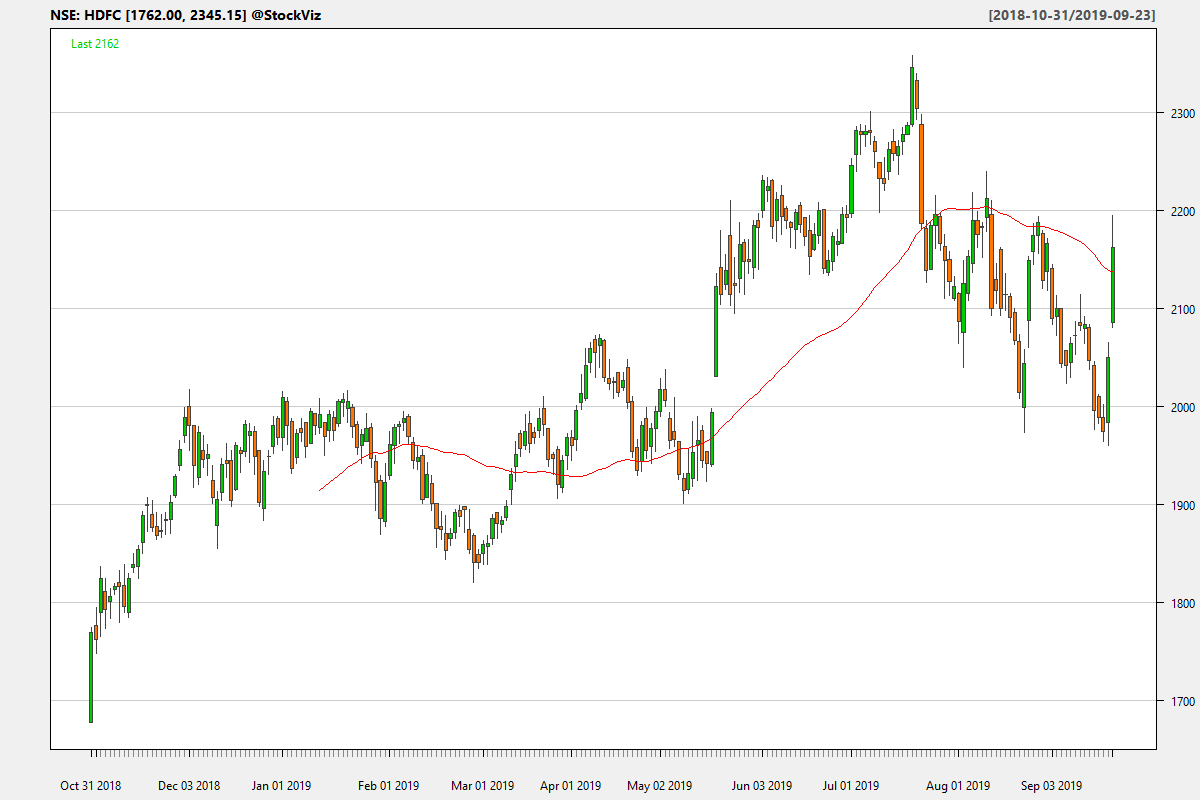 NSE: HDFC [1762.00, 2345.15] @StockViz [2018-10-31/2019-09-23]
Last 2162
2300
2200
2100
2000
1900
1800
1700
Oct 31 2018 Dec 03 2018 Jan 01 2019 Feb 01 2019 Mar 01 2019 Apr 01 2019 May 02 2019 Jun 03 2019 Jul 01 2019 Aug 01 2019 Sep 03 2019